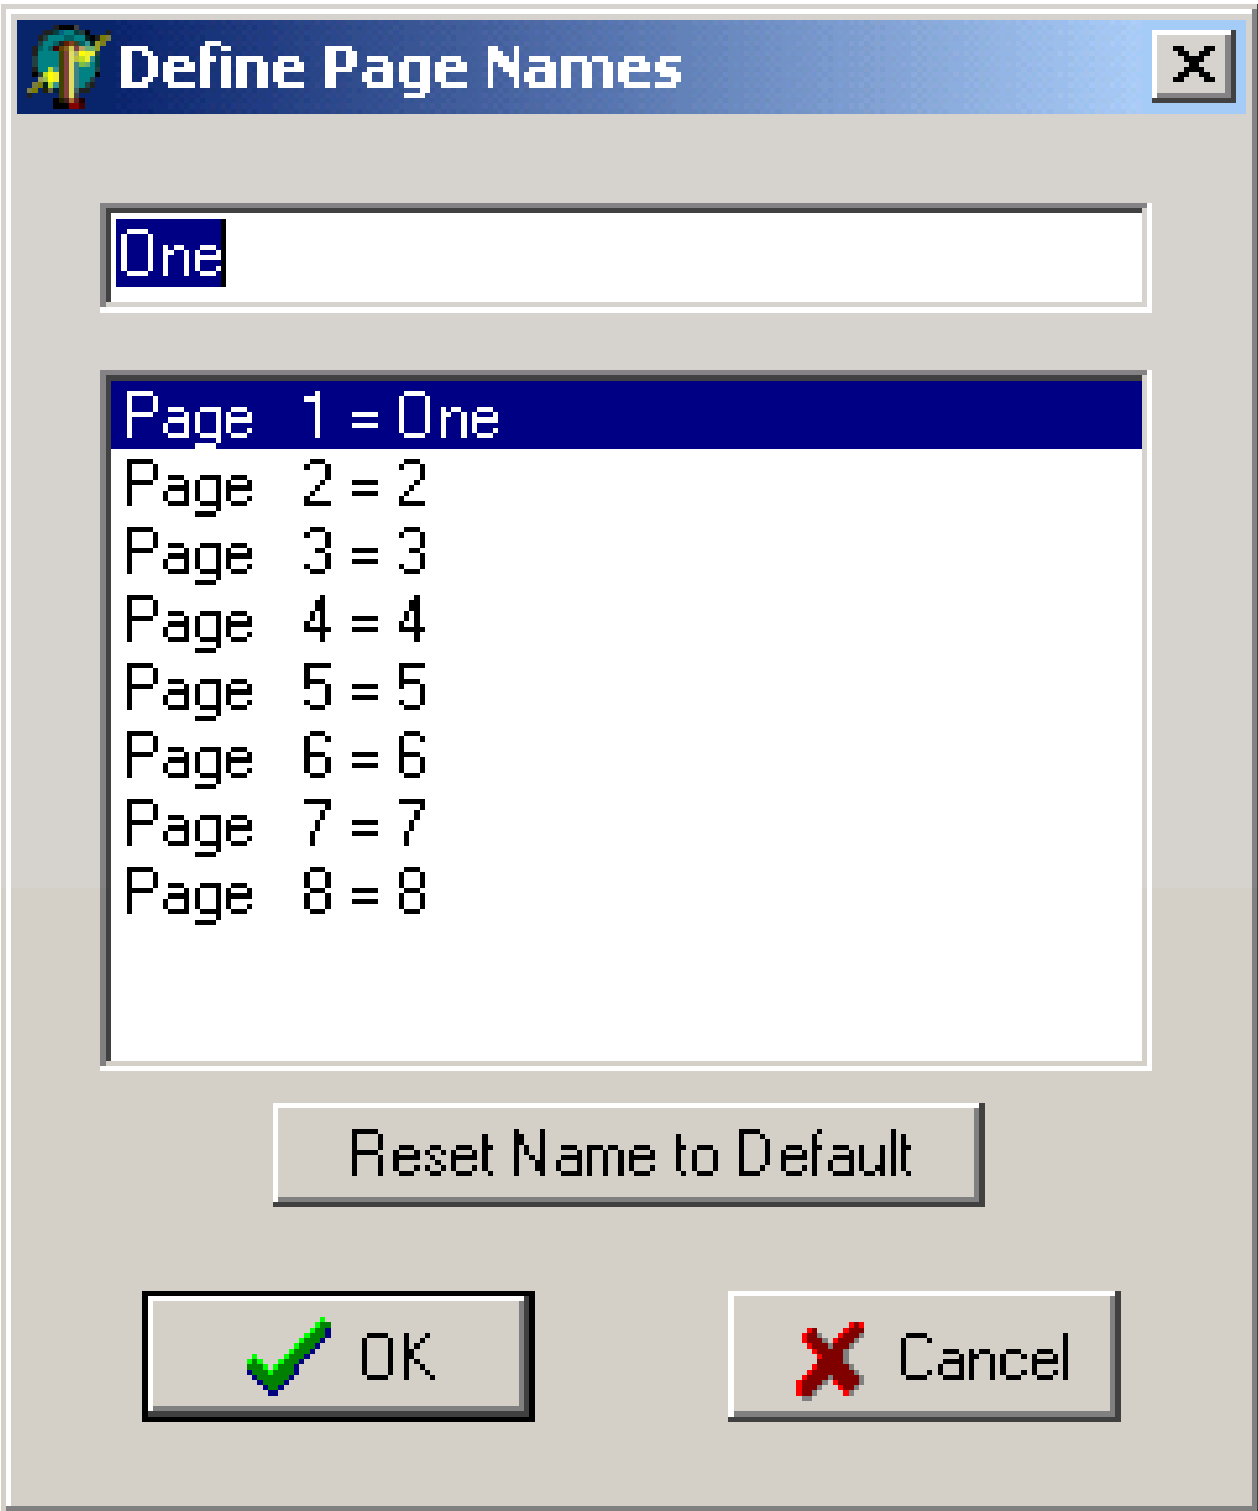 Define Page Names
One
Page 1 = One
Page 2 = 2
Page 3 = 3
Page 4 = 4
Page 5 = 5
Page 6 = 6
Page 7 = 7
Page 8 = 8
Reset Name to Default
OK Cancel